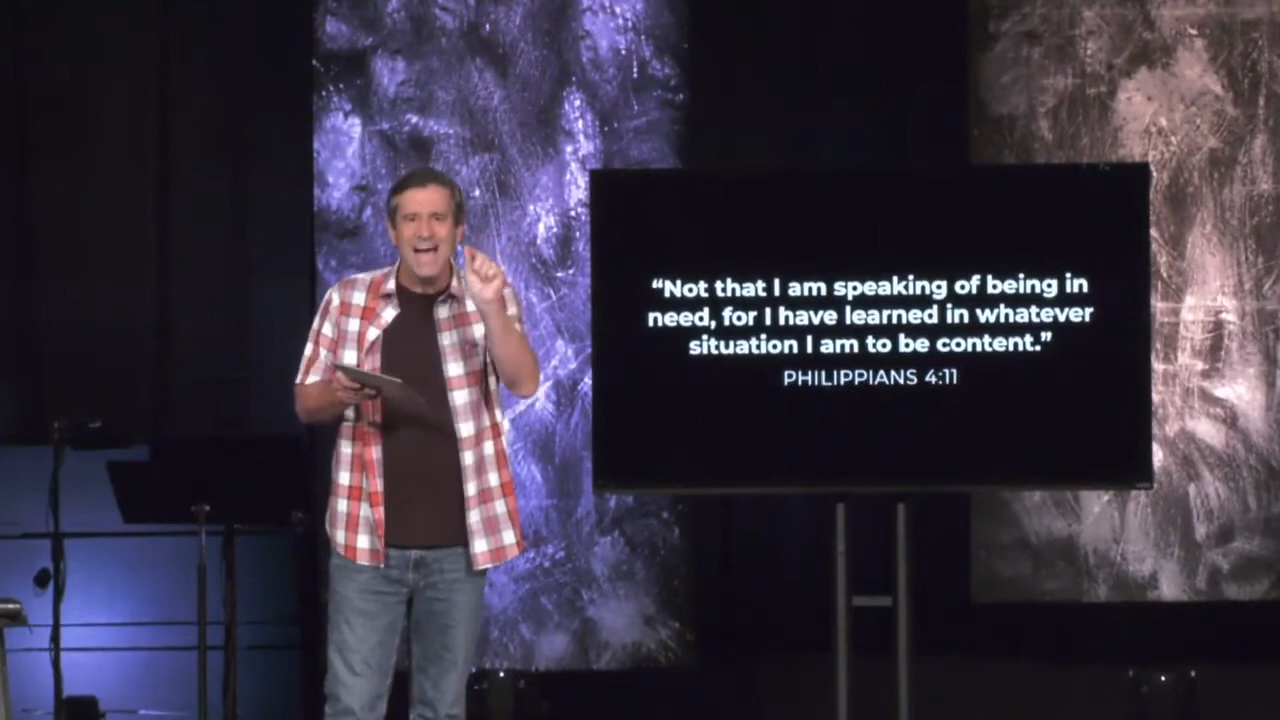 “Not that I am speaking of being in
need, for I have learned in whatever
situation I am to be content.”
PHILIPPIANS 4:11